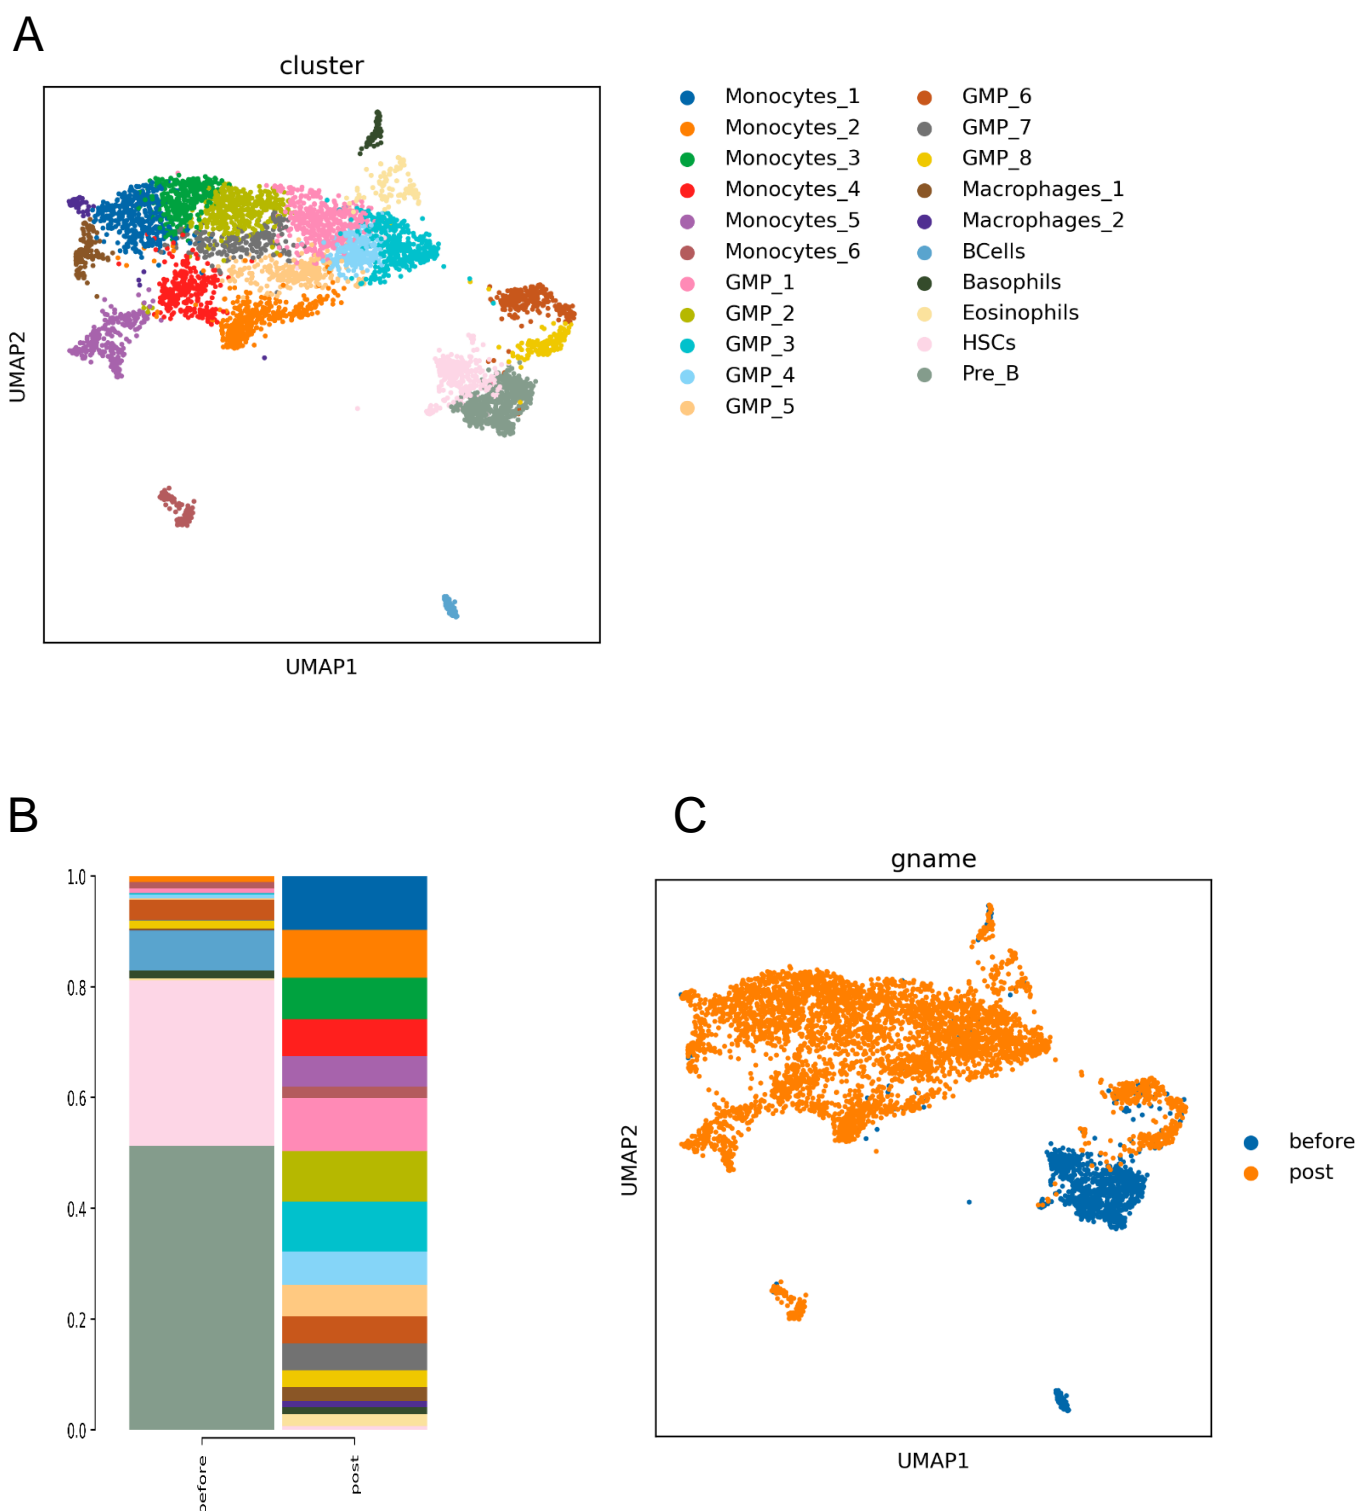 A
cluster
Monocytes_1
Monocytes_2
Monocytes_3
Monocytes_4
Monocytes_5
Monocytes_6
GMP_1
GMP_2
GMP_3
GMP_4
GMP_5
GMP_6
GMP_7
GMP_8
Macrophages_1
Macrophages_2
BCells
Basophils
Eosinophils
HSCs
Pre_B
UMAP2
UMAP1
B
1.0
0.8
0.6
0.4
0.2
0.0
before
post
C
gname
UMAP2
UMAP1
before
post